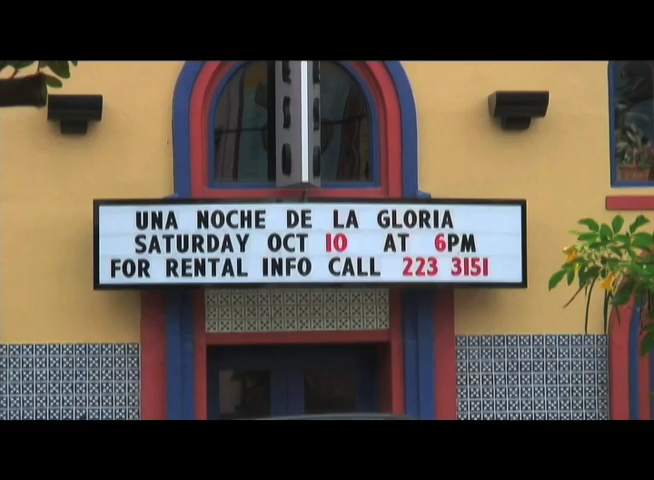 UNA NOCHE DE LA GLORIA
SATURDAY OCT 10 AT 6PM
FOR RENTAL INFO CALL 223 3151